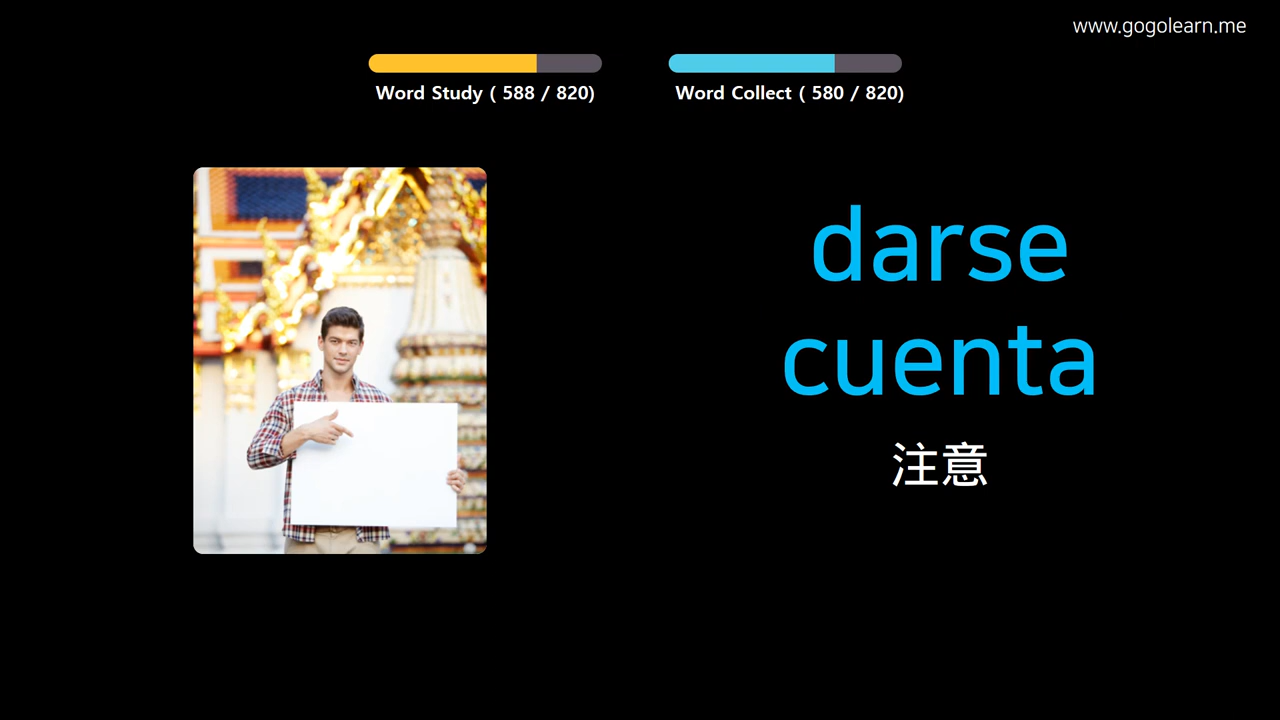 www.gogolearn.me
Word Study ( 588 / 820)
Word Collect ( 580 / 820)
darse
cuenta
注意